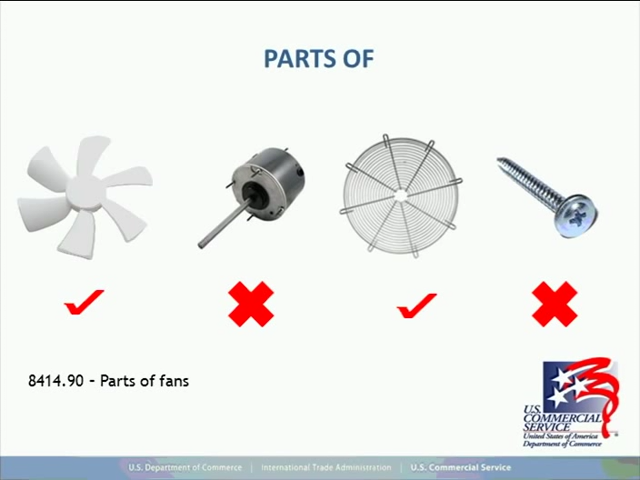 PARTS OF
8414.90 – Parts of fans
U.S.
COMMERCIAL
SERVICE
United States of America
Department of Commerce
U.S. Department of Commerce | International Trade Administration | U.S. Commercial Service